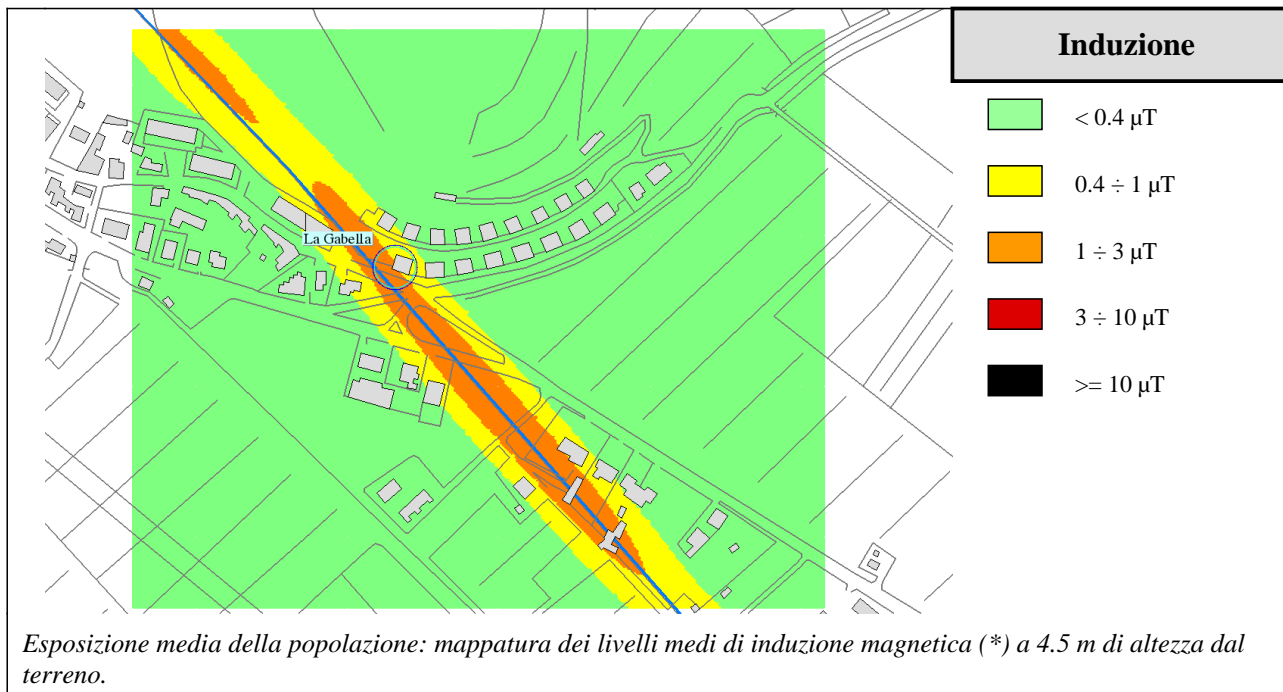 Induzione
< 0.4 µT
0.4 ÷ 1 µT
1 ÷ 3 µT
3 ÷ 10 µT
>= 10 µT
La Gabella
Esposizione media della popolazione: mappatura dei livelli medi di induzione magnetica (*) a 4.5 m di altezza dal
terreno.